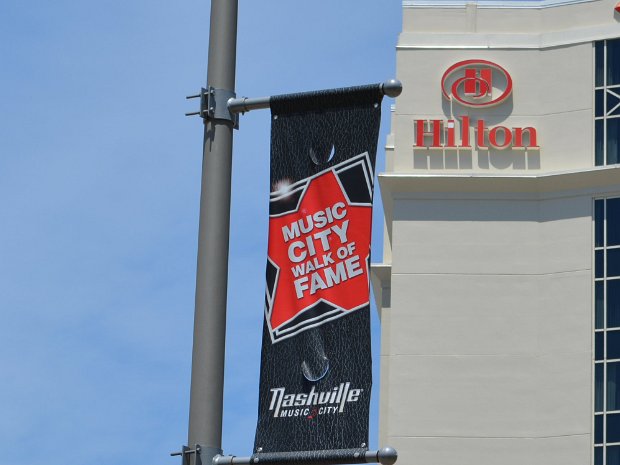 H
Hilton
MUSIC
CITY
WALK OF
FAME
Nashville
MUSIC CITY